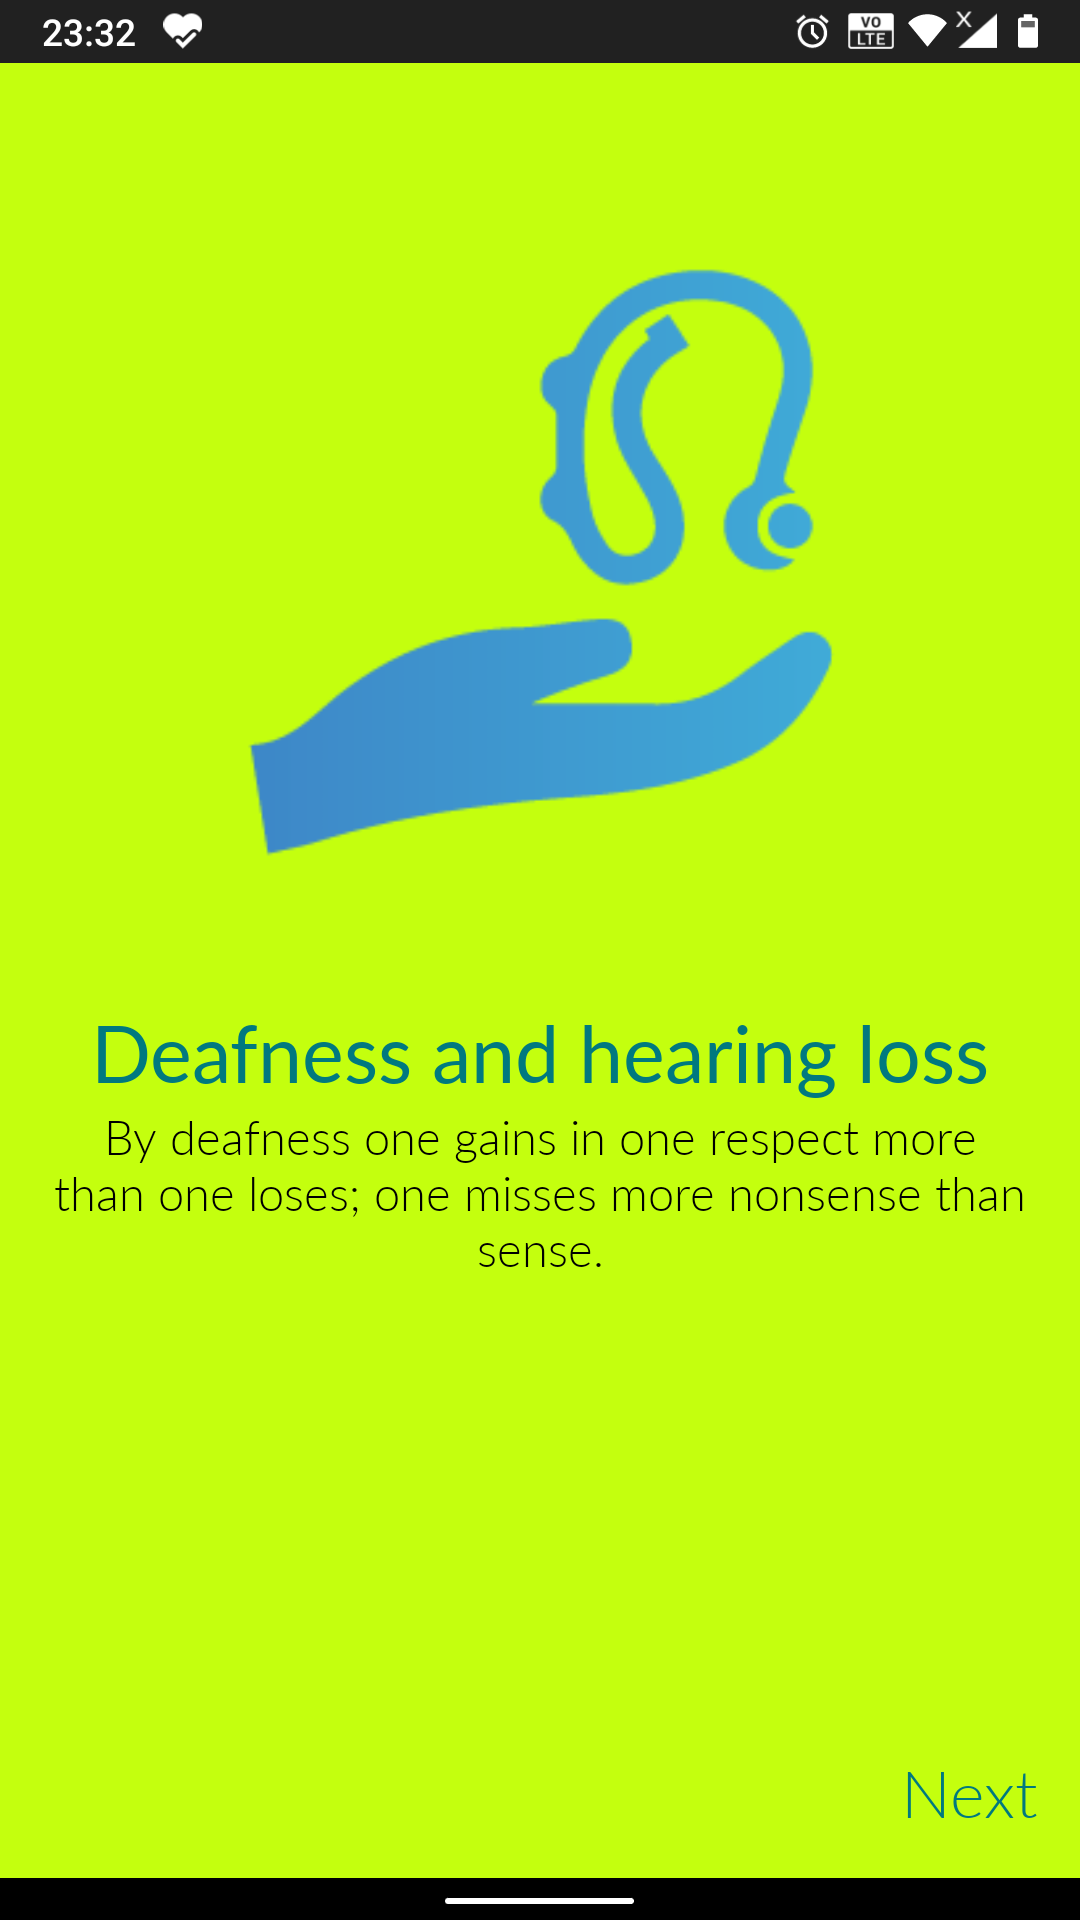 23:32
VO
LTE
X
Deafness and hearing loss
By deafness one gains in one respect more
than one loses; one misses more nonsense than
sense.
Next